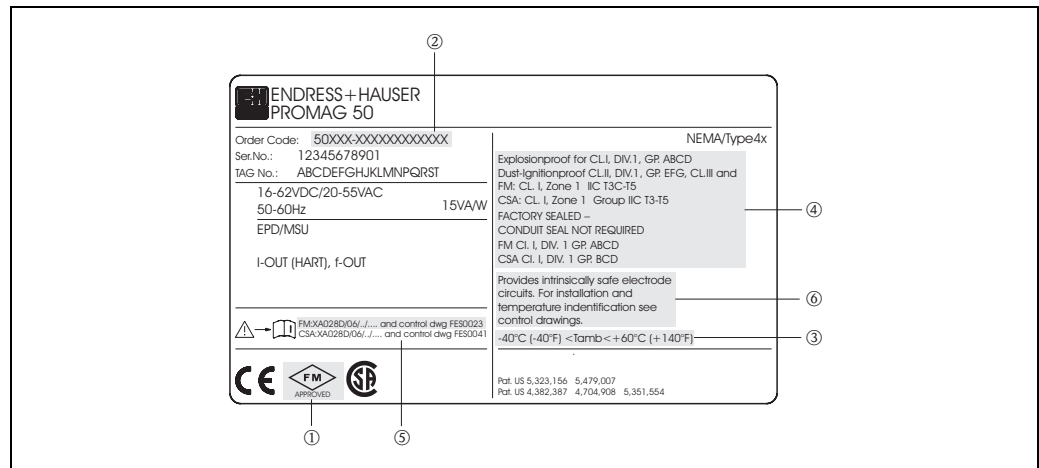 ②
E+H ENDRESS+HAUSER
PROMAG 50
Order Code: 50XXX-XXXXXXXXXXXX
Ser.No.: 12345678901
TAG No.: ABCDEFGHJKLMNPQRST
16-62VDC/20-55VAC
50-60Hz 15VA/W
EPD/MSU
I-OUT (HART), f-OUT
FM:XA028D/06/../.... and control dwg FES0023
CSA:XA028D/06/../.... and control dwg FES0041
CE
FM
APPROVED
SA
NEMA/Type4x
Explosionproof for CL.I, DIV.1, GP. ABCD
Dust-Ignitionproof CL.II, DIV.1, GP. EFG, CL.III and
FM: CL. I, Zone 1 IIC T3C-T5
CSA: CL. I, Zone 1 Group IIC T3-T5
FACTORY SEALED –
CONDUIT SEAL NOT REQUIRED
FM Cl. I, DIV. 1 GP. ABCD
CSA Cl. I, DIV. 1 GP. BCD
④
Provides intrinsically safe electrode
circuits. For installation and
temperature indentification see
control drawings.
⑥
-40°C (-40°F) <Tamb<+60°C (+140°F)
③
Pat. US 5,323,156 5,479,007
Pat. US 4,382,387 4,704,908 5,351,554
①
⑤